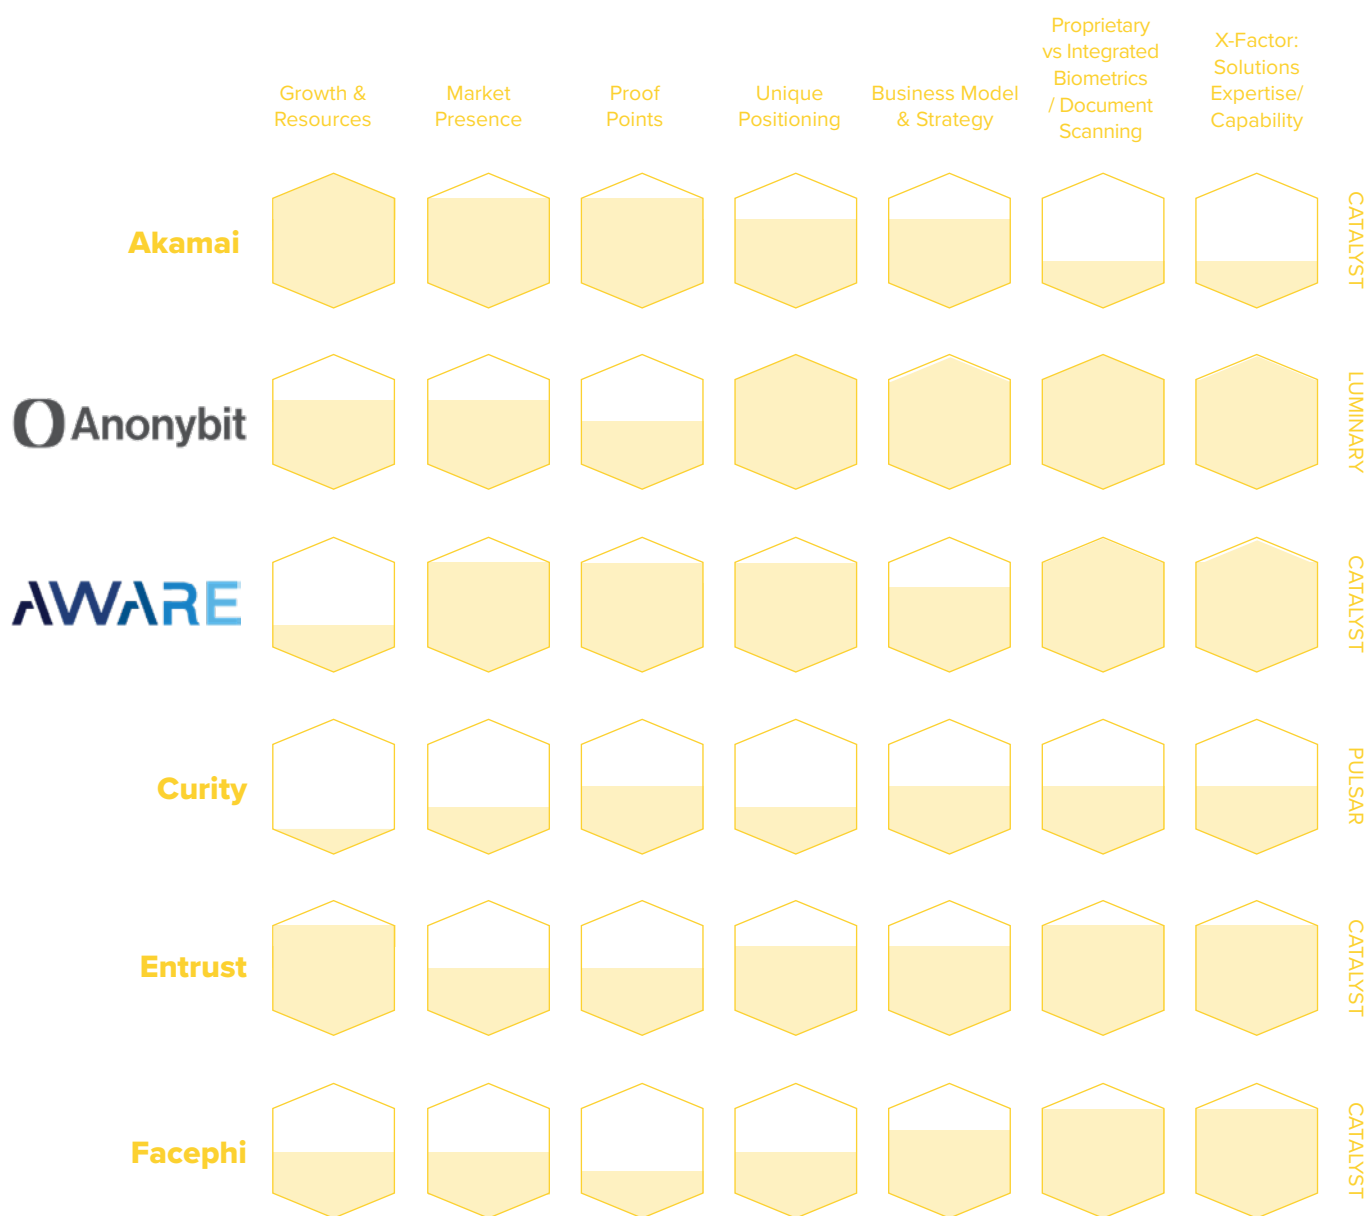 Growth &
Resources
Market
Presence
Proof
Points
Unique
Positioning
Business Model
& Strategy
Proprietary
vs Integrated
Biometrics
/ Document
Scanning
X-Factor:
Solutions
Expertise/
Capability
Akamai
CATALYST
Anonybit
LUMINARY
AWARE
CATALYST
Curity
PULSAR
Entrust
CATALYST
Facephi
CATALYST